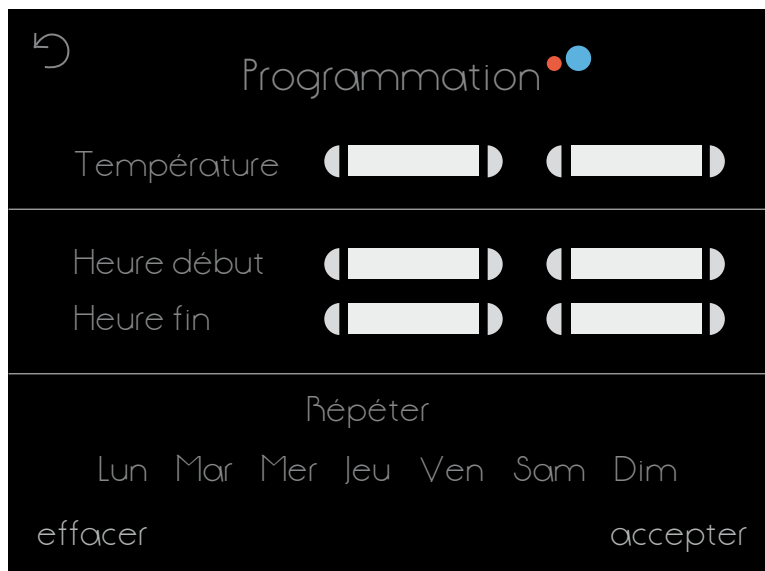 Programmation
Température
Heure début
Heure fin
Répéter
Lun Mar Mer Jeu Ven Sam Dim
effacer accepter